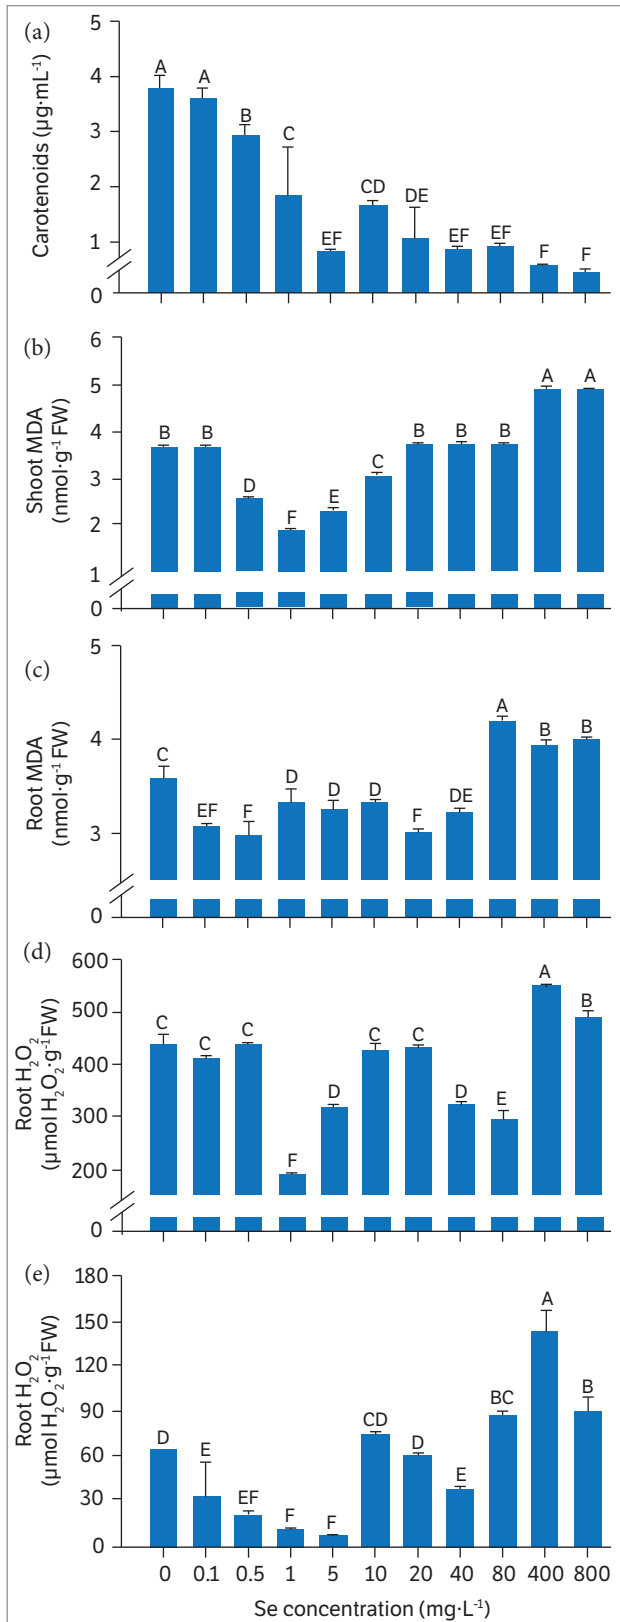 (a)
Carotenoids (µg·mL⁻¹)
5
4
3
2
1
0
A A B C EF CD DE EF EF F F
(b)
Shoot MDA
(nmol·g⁻¹ FW)
6
5
4
3
2
1
0
B B D F E C B B B A A
(c)
Root MDA
(nmol·g⁻¹ FW)
5
4
3
0
C EF F D D D F DE A B B
(d)
Root H₂O₂
(µmol H₂O₂·g⁻¹FW)
600
500
400
300
200
0
C C C F D C C D E A B
(e)
Root H₂O₂
(µmol H₂O₂·g⁻¹FW)
180
150
120
90
60
30
0
D E EF F F CD D E BC A B
0 0.1 0.5 1 5 10 20 40 80 400 800
Se concentration (mg·L⁻¹)